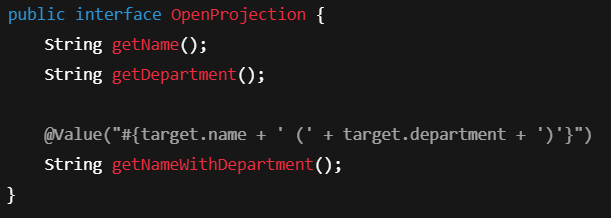 public interface OpenProjection {
    String getName();
    String getDepartment();

    @Value("#{target.name + ' (' + target.department + ')'}")
    String getNameWithDepartment();
}